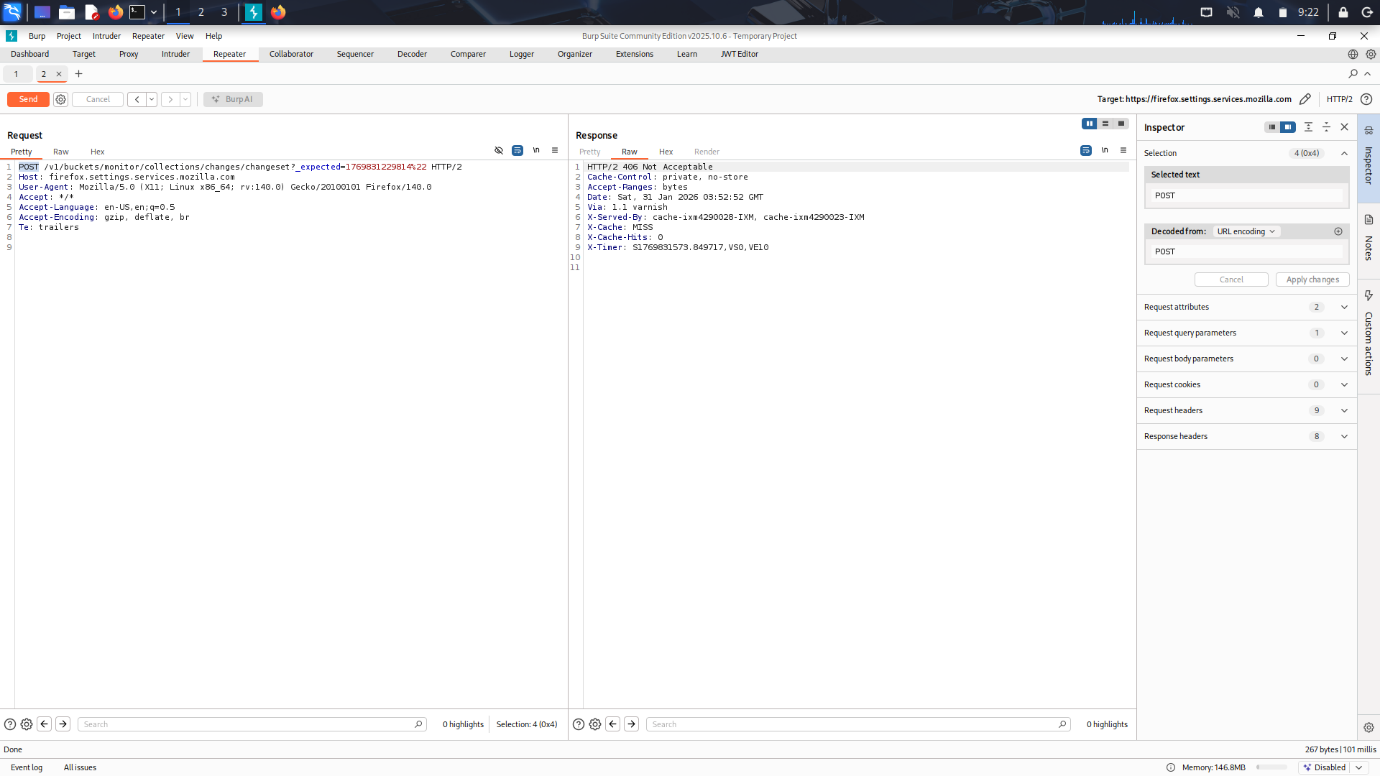 1 2 3 9:22
Burp Project Intruder Repeater View Help Burp Suite Community Edition v2025.10.6 - Temporary Project
Dashboard Target Proxy Intruder Repeater Collaborator Sequencer Decoder Comparer Logger Organizer Extensions Learn JWT Editor
1 2 × +
Send Cancel < > Burp AI Target: https://firefox.settings.services.mozilla.com HTTP/2
Request
Pretty Raw Hex \n
1 POST /v1/buckets/monitor/collections/changes/changeset?_expected=1769831229814%22 HTTP/2
2 Host: firefox.settings.services.mozilla.com
3 User-Agent: Mozilla/5.0 (X11; Linux x86_64; rv:140.0) Gecko/20100101 Firefox/140.0
4 Accept: */*
5 Accept-Language: en-US,en;q=0.5
6 Accept-Encoding: gzip, deflate, br
7 Te: trailers
8
9
Search 0 highlights Selection: 4 (0x4)
Response
Pretty Raw Hex Render \n
1 HTTP/2 406 Not Acceptable
2 Cache-Control: private, no-store
3 Accept-Ranges: bytes
4 Date: Sat, 31 Jan 2026 03:52:52 GMT
5 Via: 1.1 varnish
6 X-Served-By: cache-ixm4290028-IXM, cache-ixm4290023-IXM
7 X-Cache: MISS
8 X-Cache-Hits: 0
9 X-Timer: S1769831573.849717,VS0,VE10
10
11
Search 0 highlights
Inspector
Selection 4 (0x4)
Selected text
POST
Decoded from: URL encoding
POST
Cancel Apply changes
Request attributes 2
Request query parameters 1
Request body parameters 0
Request cookies 0
Request headers 9
Response headers 8
Inspector
Notes
Custom actions
Done 267 bytes | 101 millis
Event log All issues Memory: 146.8MB Disabled